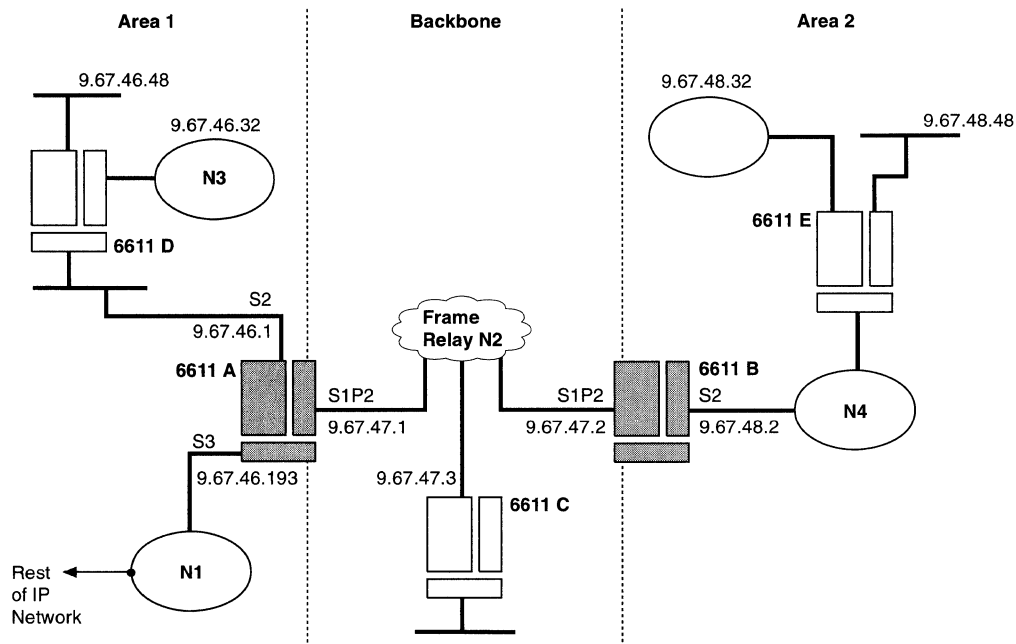 Area 1
Backbone
Area 2
9.67.46.48
9.67.46.32
N3
6611 D
9.67.48.32
9.67.48.48
6611 E
S2
9.67.46.1
6611 A
S1P2
9.67.47.1
S3
9.67.46.193
N1
Rest
of IP
Network
Frame
Relay N2
9.67.47.3
6611 C
S1P2
9.67.47.2
6611 B
S2
9.67.48.2
N4